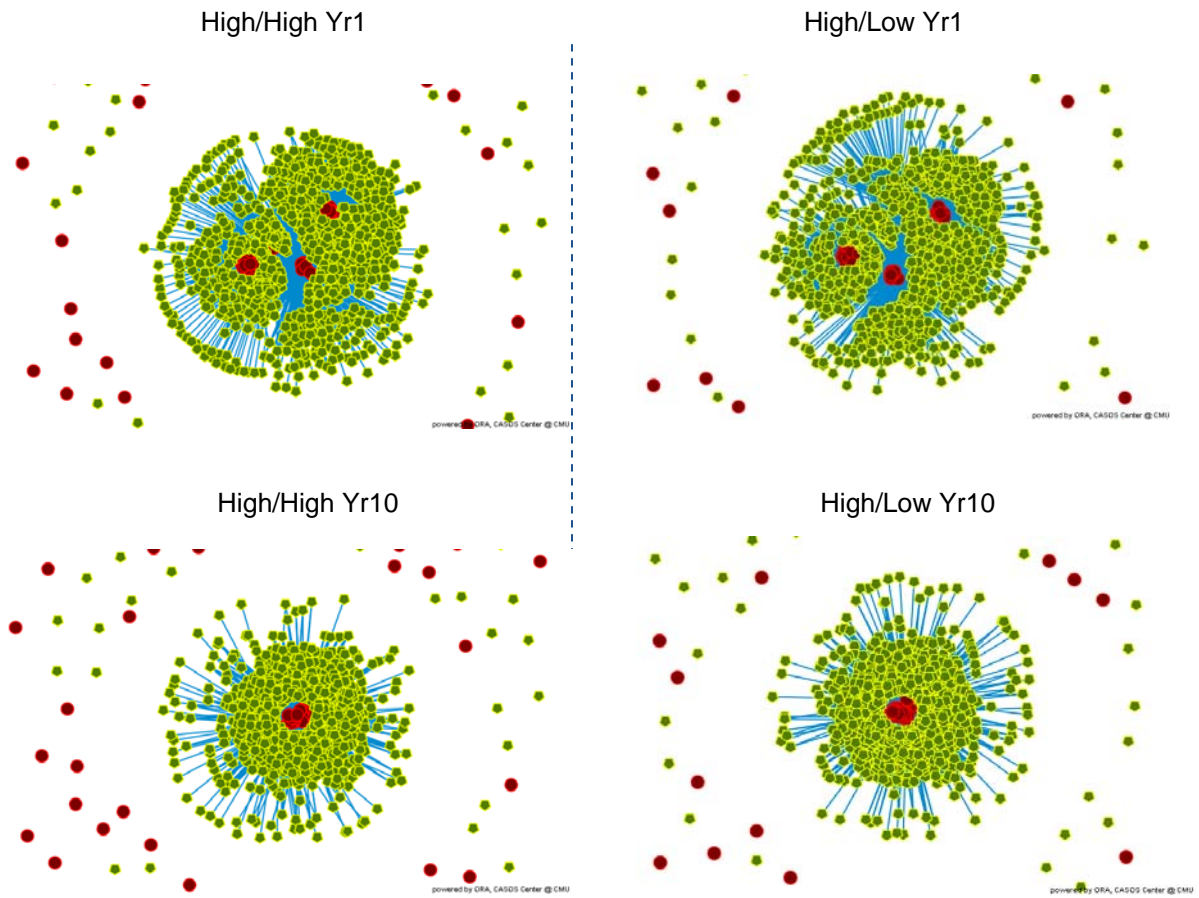 High/High Yr1
High/Low Yr1
powered by ORA, CASOS Center @ CMU
powered by ORA, CASOS Center @ CMU
High/High Yr10
High/Low Yr10
powered by ORA, CASOS Center @ CMU
powered by ORA, CASOS Center @ CMU